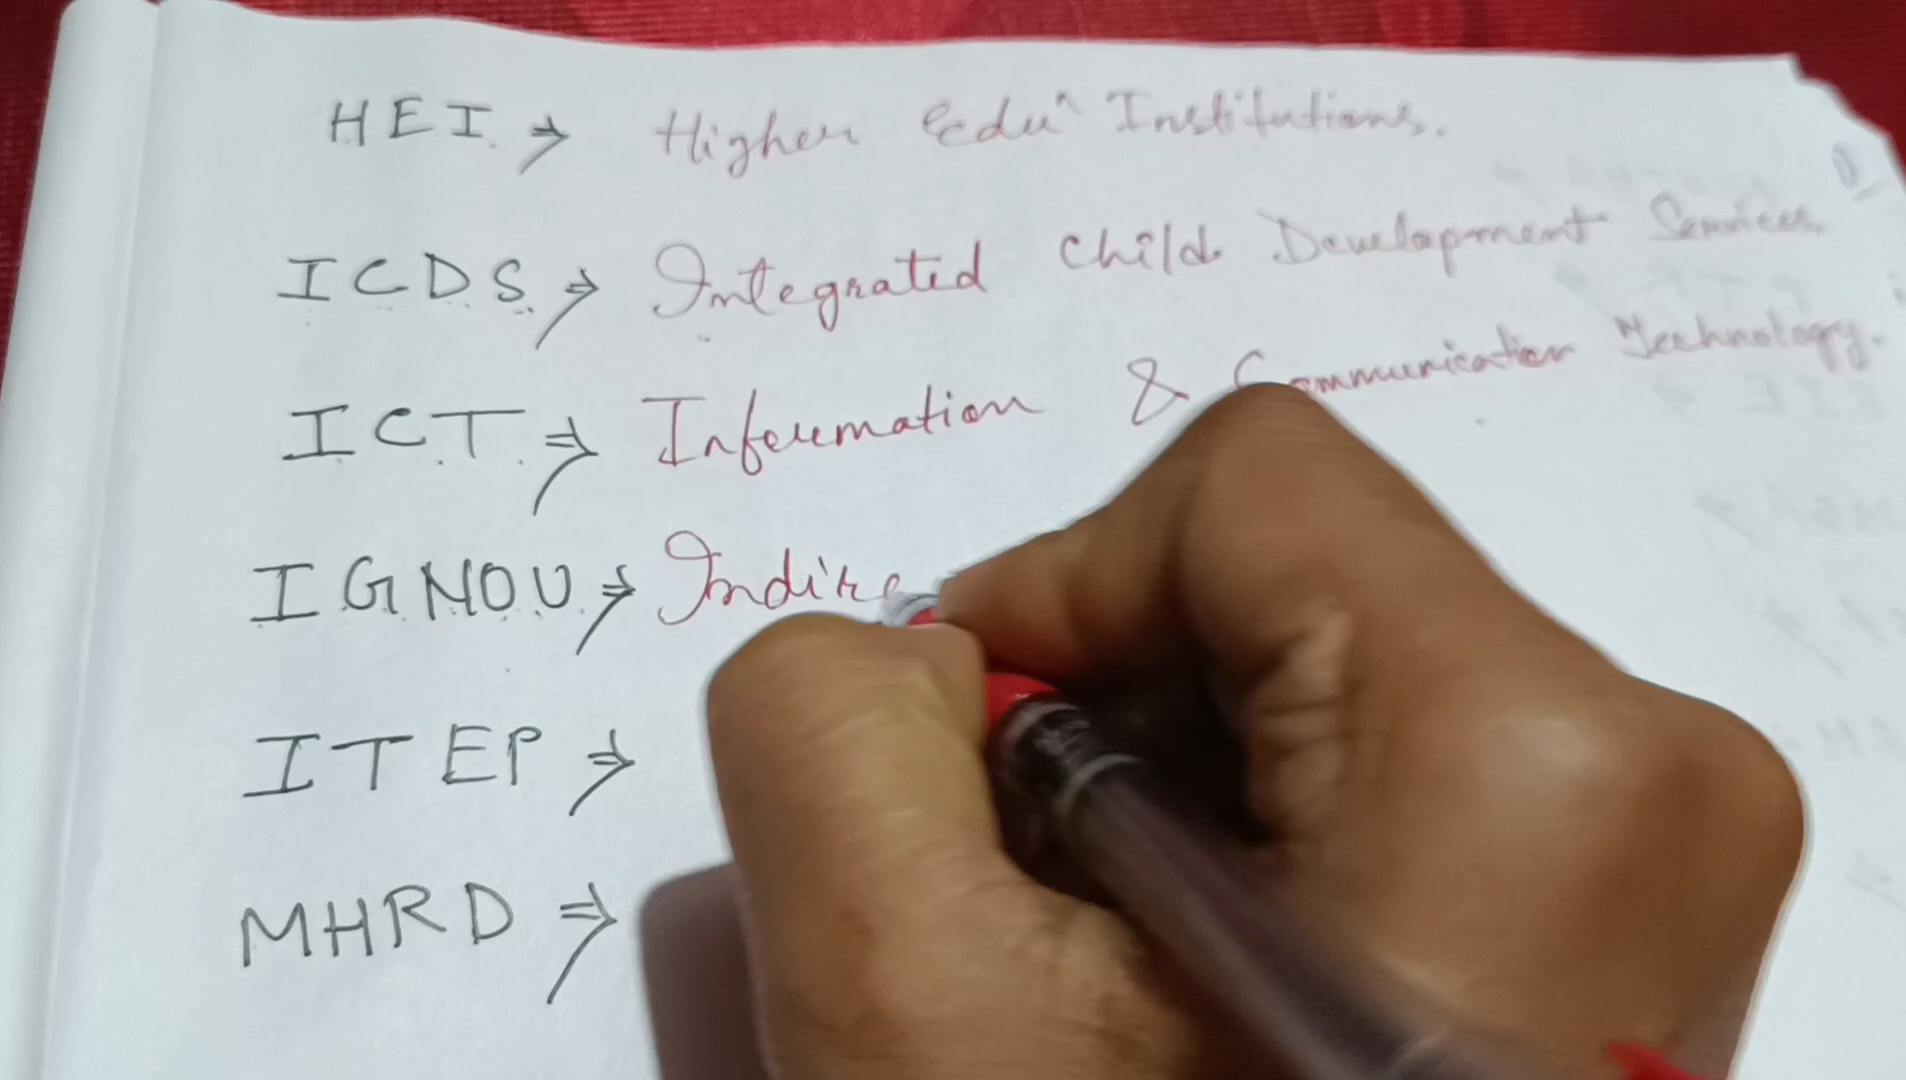 HEI ⇒ Higher Eduⁿ Institutions.
ICDS ⇒ Integrated Child Development Services.
ICT ⇒ Information & Communication Technology.
IGNOU ⇒ Indira
ITEP ⇒
MHRD ⇒